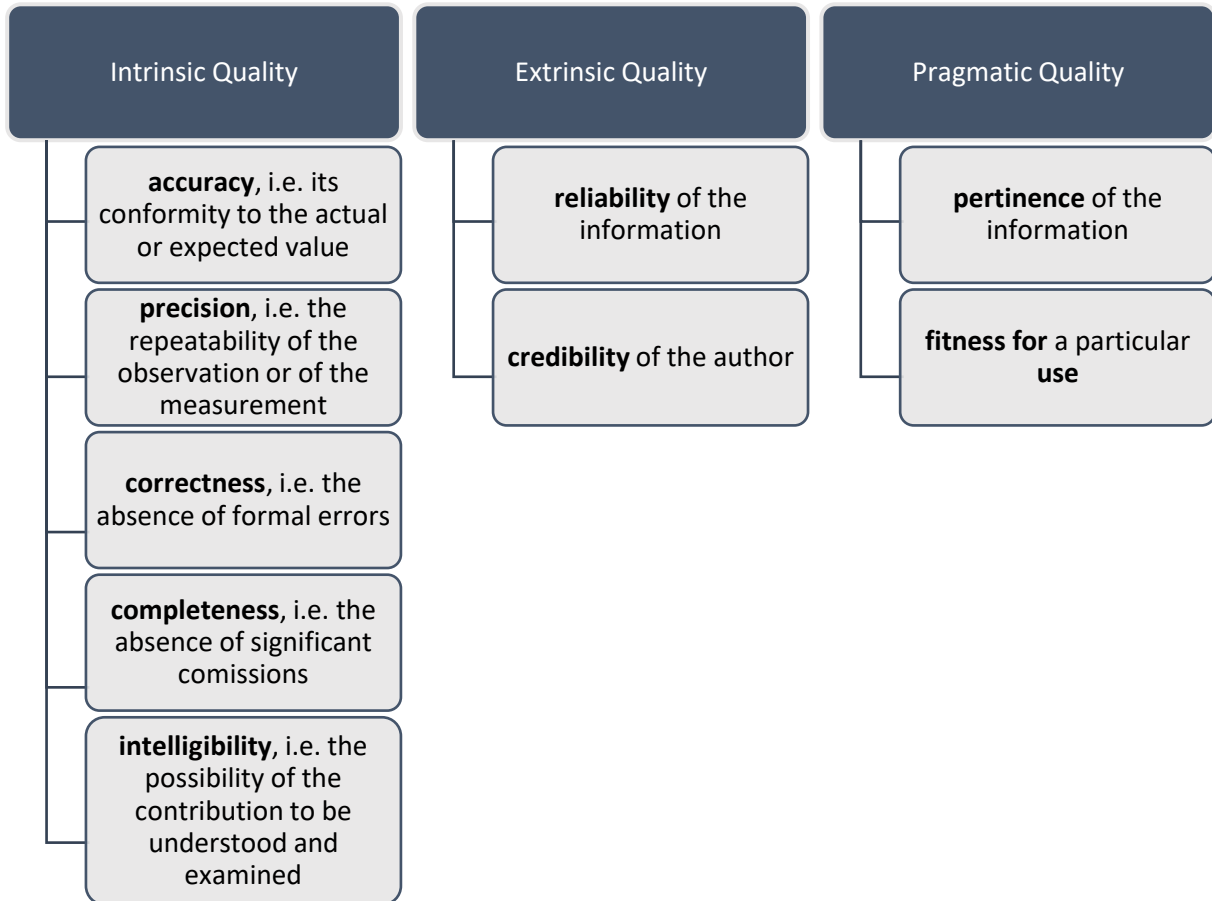 Intrinsic Quality
accuracy, i.e. its
conformity to the actual
or expected value
precision, i.e. the
repeatability of the
observation or of the
measurement
correctness, i.e. the
absence of formal errors
completeness, i.e. the
absence of significant
comissions
intelligibility, i.e. the
possibility of the
contribution to be
understood and
examined
Extrinsic Quality
reliability of the
information
credibility of the author
Pragmatic Quality
pertinence of the
information
fitness for a particular
use